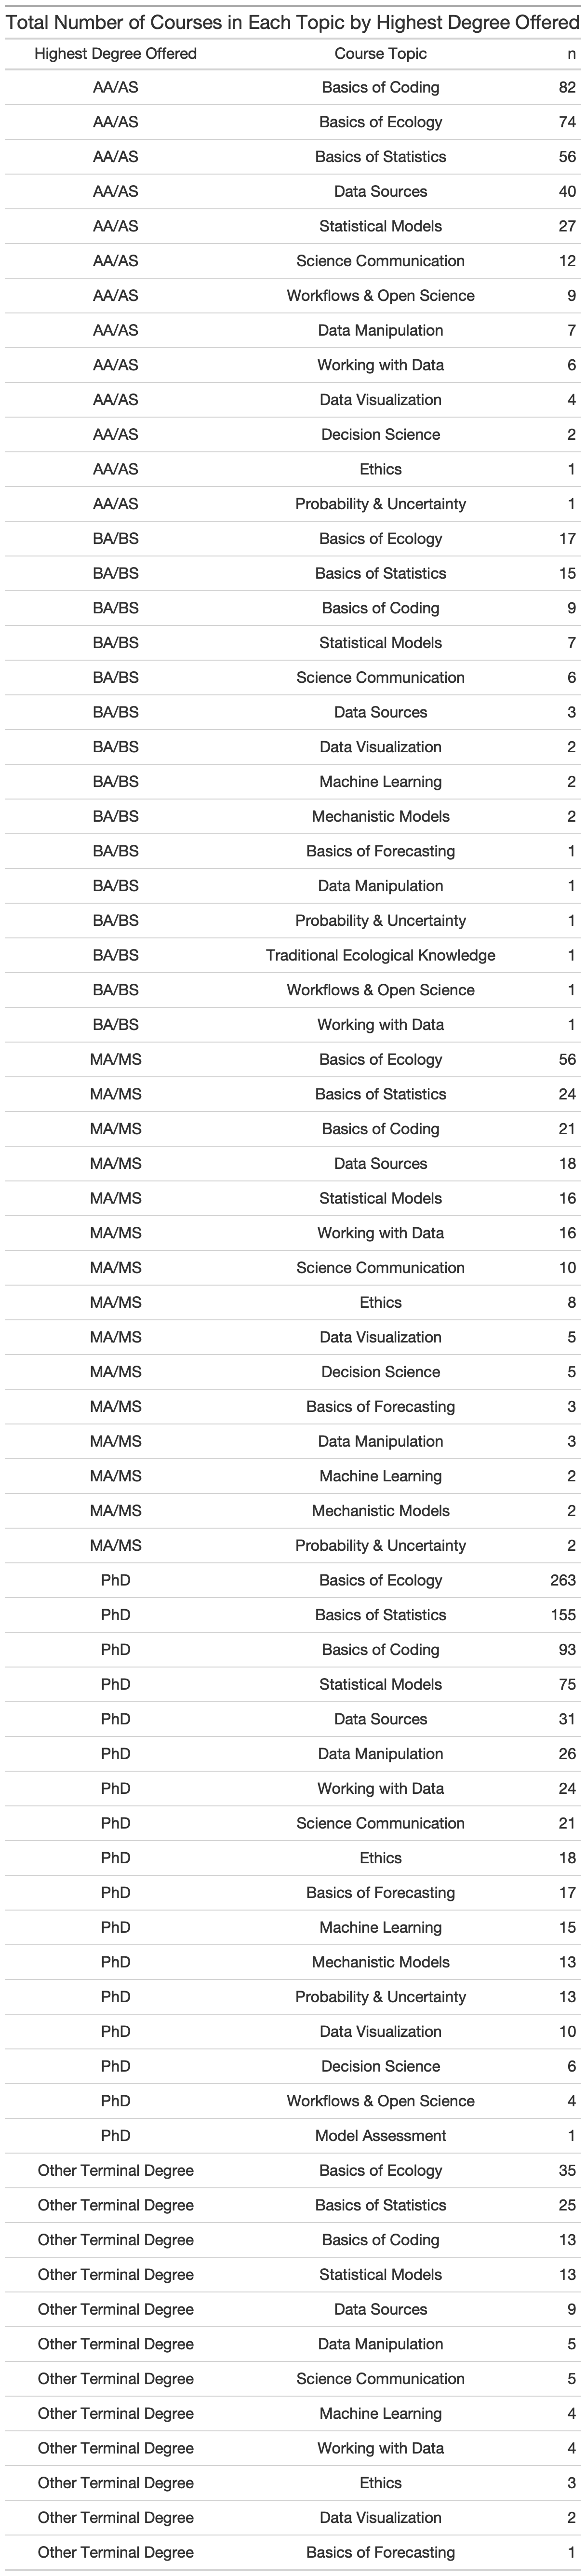 Total Number of Courses in Each Topic by Highest Degree Offered
Highest Degree Offered Course Topic n
AA/AS Basics of Coding 82
AA/AS Basics of Ecology 74
AA/AS Basics of Statistics 56
AA/AS Data Sources 40
AA/AS Statistical Models 27
AA/AS Science Communication 12
AA/AS Workflows & Open Science 9
AA/AS Data Manipulation 7
AA/AS Working with Data 6
AA/AS Data Visualization 4
AA/AS Decision Science 2
AA/AS Ethics 1
AA/AS Probability & Uncertainty 1
BA/BS Basics of Ecology 17
BA/BS Basics of Statistics 15
BA/BS Basics of Coding 9
BA/BS Statistical Models 7
BA/BS Science Communication 6
BA/BS Data Sources 3
BA/BS Data Visualization 2
BA/BS Machine Learning 2
BA/BS Mechanistic Models 2
BA/BS Basics of Forecasting 1
BA/BS Data Manipulation 1
BA/BS Probability & Uncertainty 1
BA/BS Traditional Ecological Knowledge 1
BA/BS Workflows & Open Science 1
BA/BS Working with Data 1
MA/MS Basics of Ecology 56
MA/MS Basics of Statistics 24
MA/MS Basics of Coding 21
MA/MS Data Sources 18
MA/MS Statistical Models 16
MA/MS Working with Data 16
MA/MS Science Communication 10
MA/MS Ethics 8
MA/MS Data Visualization 5
MA/MS Decision Science 5
MA/MS Basics of Forecasting 3
MA/MS Data Manipulation 3
MA/MS Machine Learning 2
MA/MS Mechanistic Models 2
MA/MS Probability & Uncertainty 2
PhD Basics of Ecology 263
PhD Basics of Statistics 155
PhD Basics of Coding 93
PhD Statistical Models 75
PhD Data Sources 31
PhD Data Manipulation 26
PhD Working with Data 24
PhD Science Communication 21
PhD Ethics 18
PhD Basics of Forecasting 17
PhD Machine Learning 15
PhD Mechanistic Models 13
PhD Probability & Uncertainty 13
PhD Data Visualization 10
PhD Decision Science 6
PhD Workflows & Open Science 4
PhD Model Assessment 1
Other Terminal Degree Basics of Ecology 35
Other Terminal Degree Basics of Statistics 25
Other Terminal Degree Basics of Coding 13
Other Terminal Degree Statistical Models 13
Other Terminal Degree Data Sources 9
Other Terminal Degree Data Manipulation 5
Other Terminal Degree Science Communication 5
Other Terminal Degree Machine Learning 4
Other Terminal Degree Working with Data 4
Other Terminal Degree Ethics 3
Other Terminal Degree Data Visualization 2
Other Terminal Degree Basics of Forecasting 1